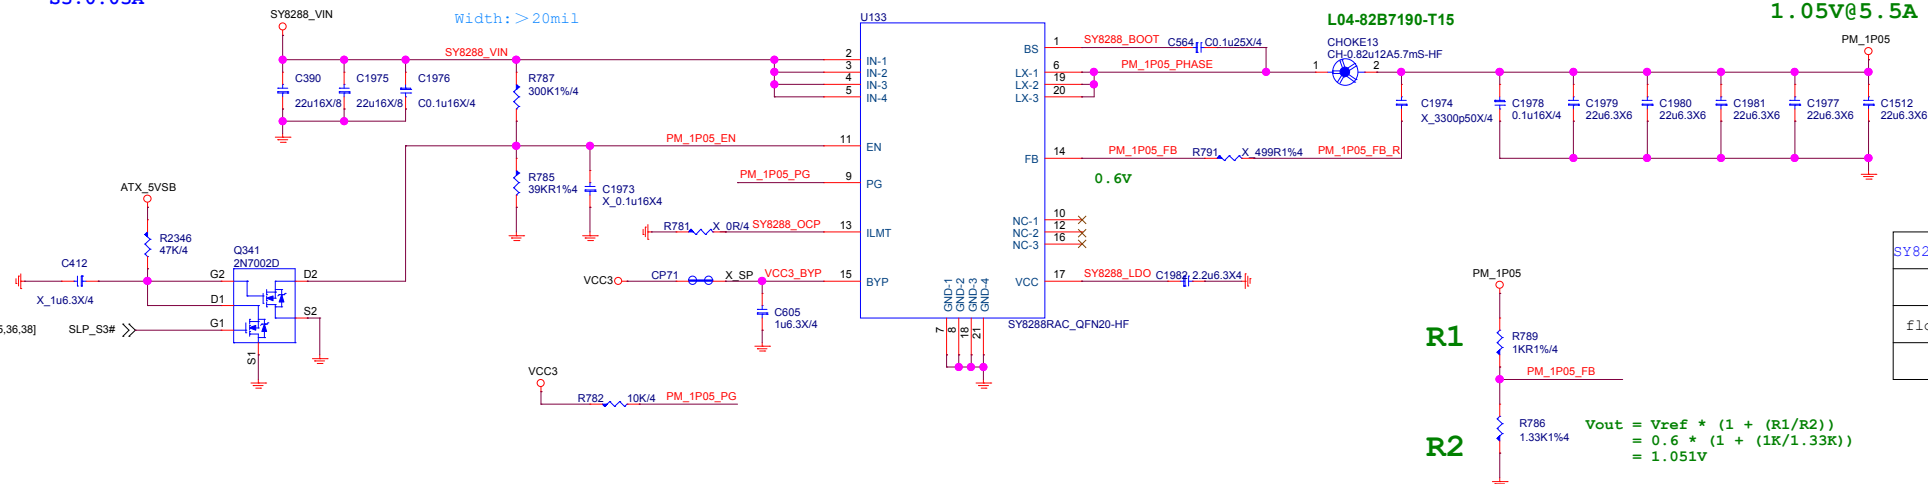 S3:0.05A
SY8288_VIN
Width:＞20mil
SY8288_VIN
C390
22u16X/8
C1975
22u16X/8
C1976
C0.1u16X/4
R787
300K1%/4
PM_1P05_EN
R785
39KR1%4
C1973
X_0.1u16X4
PM_1P05_PG
R781
X_0R/4
SY8288_OCP
VCC3
CP71
X_SP
VCC3_BYP
C605
1u6.3X/4
ATX_5VSB
R2346
47K/4
Q341
2N7002D
C412
X_1u6.3X/4
G2
D2
D1
S2
G1
S1
5,36,38]
SLP_S3#
VCC3
R782
10K/4
PM_1P05_PG
U133
2
IN-1
3
IN-2
4
IN-3
5
IN-4
11
EN
9
PG
13
ILMT
15
BYP
BS
1
LX-1
6
LX-2
19
LX-3
20
FB
14
NC-1
10
NC-2
12
NC-3
16
VCC
17
GND-1
GND-2
GND-3
GND-4
7
8
18
21
SY8288RAC_QFN20-HF
SY8288_BOOT
C564
C0.1u25X/4
PM_1P05_PHASE
L04-82B7190-T15
CHOKE13
CH-0.82u12A5.7mS-HF
1
2
PM_1P05_FB
R791
X_499R1%4
PM_1P05_FB_R
0.6V
SY8288_LDO
C1982
2.2u6.3X4
1.05V@5.5A
PM_1P05
C1974
X_3300p50X/4
C1978
0.1u16X/4
C1979
22u6.3X6
C1980
22u6.3X6
C1981
22u6.3X6
C1977
22u6.3X6
C1512
22u6.3X6
PM_1P05
R1
R789
1KR1%/4
PM_1P05_FB
R2
R786
1.33K1%4
Vout = Vref * (1 + (R1/R2))
= 0.6 * (1 + (1K/1.33K))
= 1.051V
SY82
flo